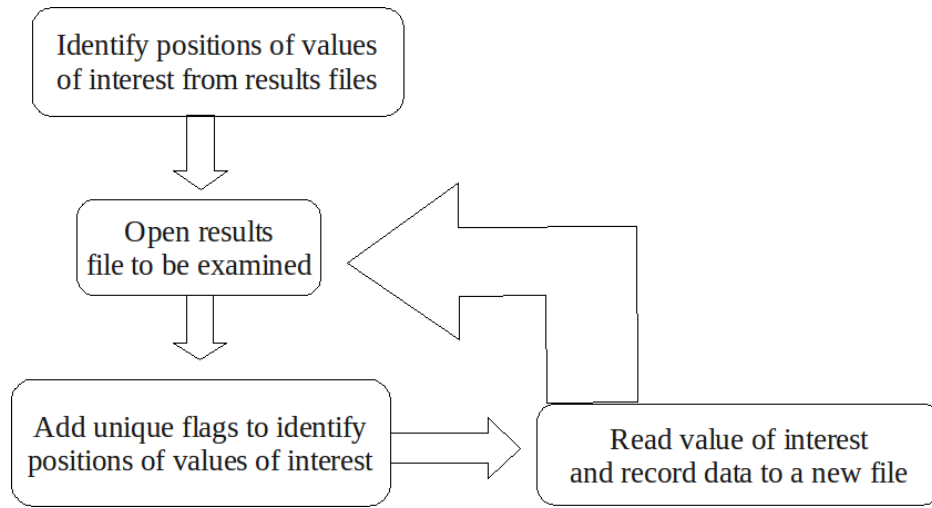 Identify positions of values
of interest from results files
Open results
file to be examined
Add unique flags to identify
positions of values of interest
Read value of interest
and record data to a new file